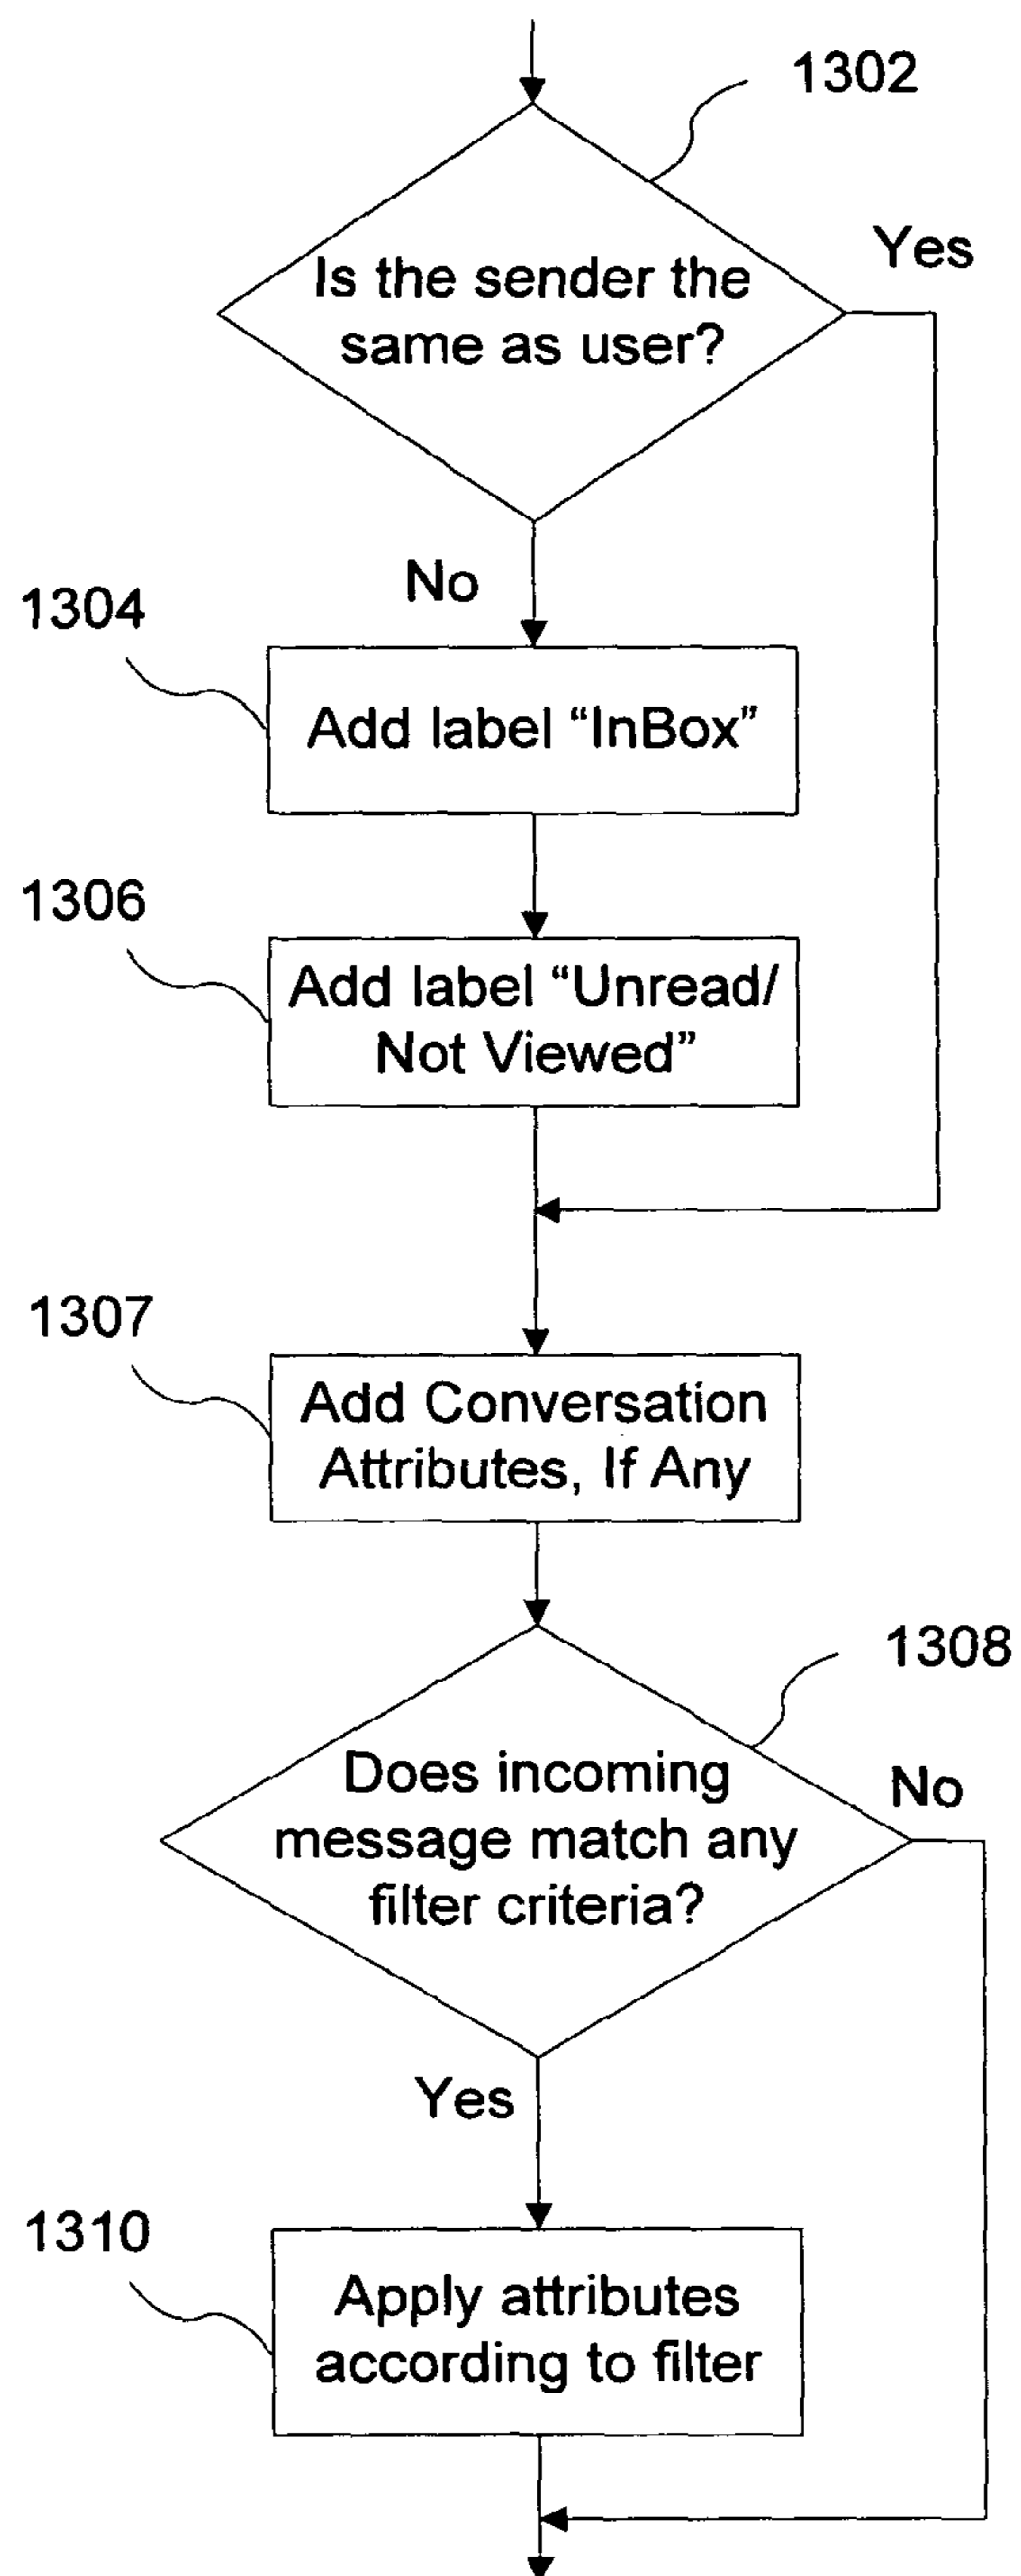 1302
Yes
Is the sender the
same as user?
No
1304
Add label “InBox”
1306
Add label “Unread/
Not Viewed”
1307
Add Conversation
Attributes, If Any
1308
No
Does incoming
message match any
filter criteria?
Yes
1310
Apply attributes
according to filter